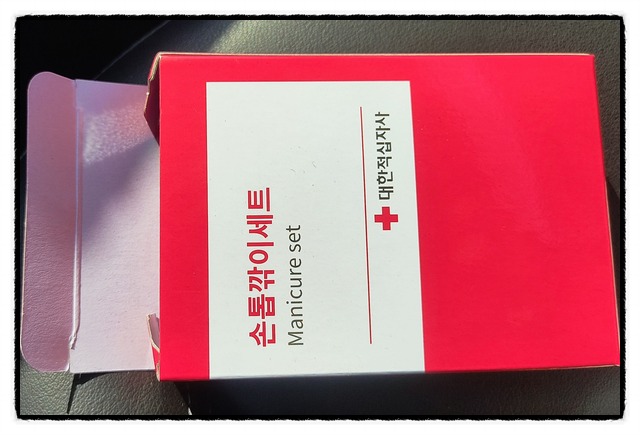 손톱깎이세트
Manicure set
대한적십자사